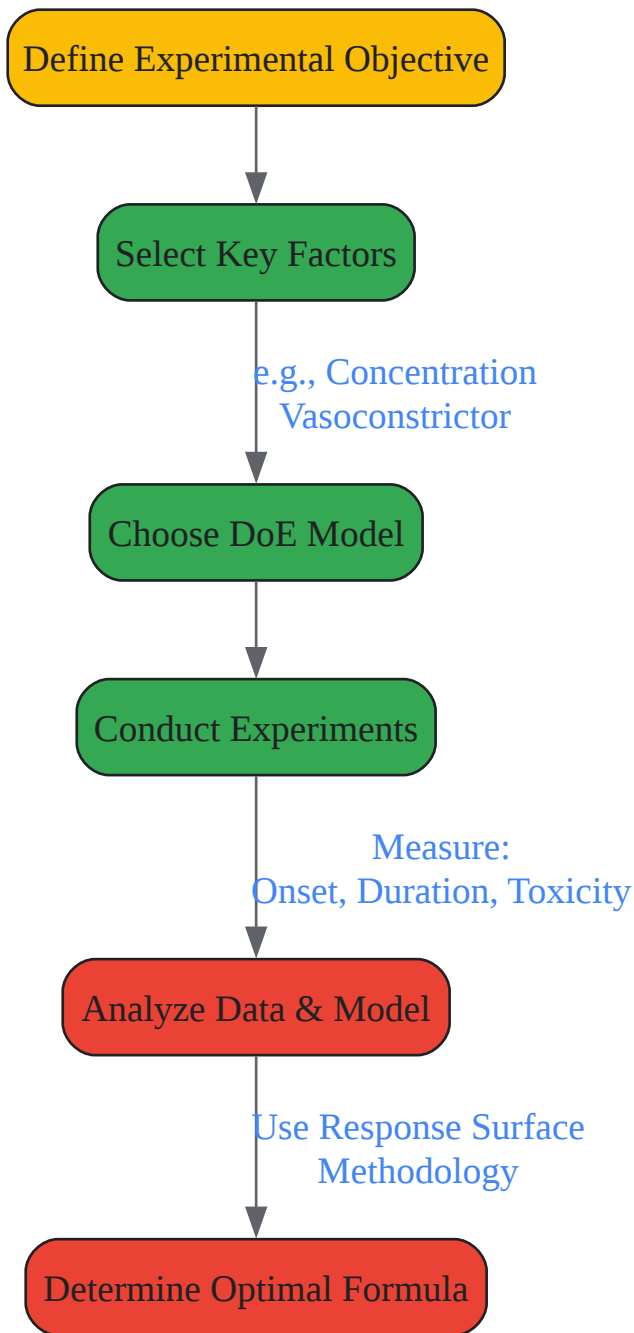 Define Experimental Objective
Select Key Factors
e.g., Concentration
Vasoconstrictor
Choose DoE Model
Conduct Experiments
Measure:
Onset, Duration, Toxicity
Analyze Data & Model
Use Response Surface
Methodology
Determine Optimal Formula